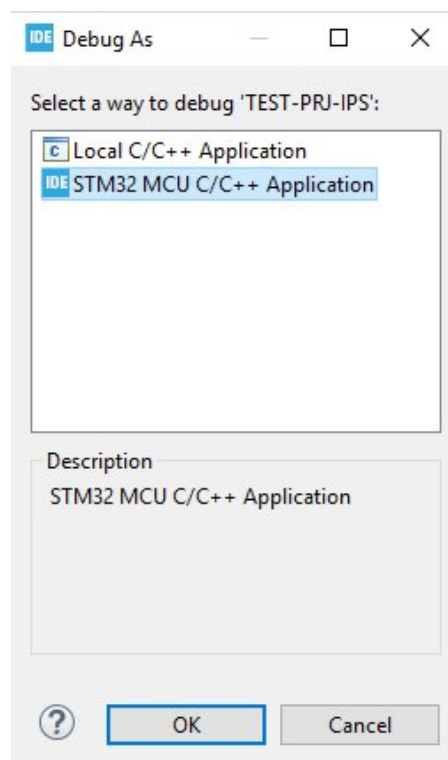 IDE Debug As
Select a way to debug 'TEST-PRJ-IPS':
C Local C/C++ Application
IDE STM32 MCU C/C++ Application
Description
STM32 MCU C/C++ Application
? OK Cancel